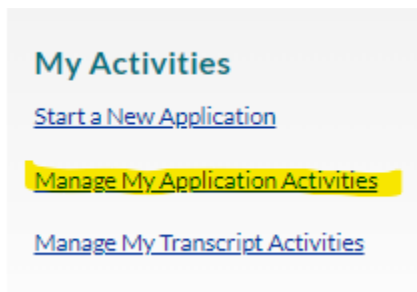 My Activities
Start a New Application
Manage My Application Activities
Manage My Transcript Activities